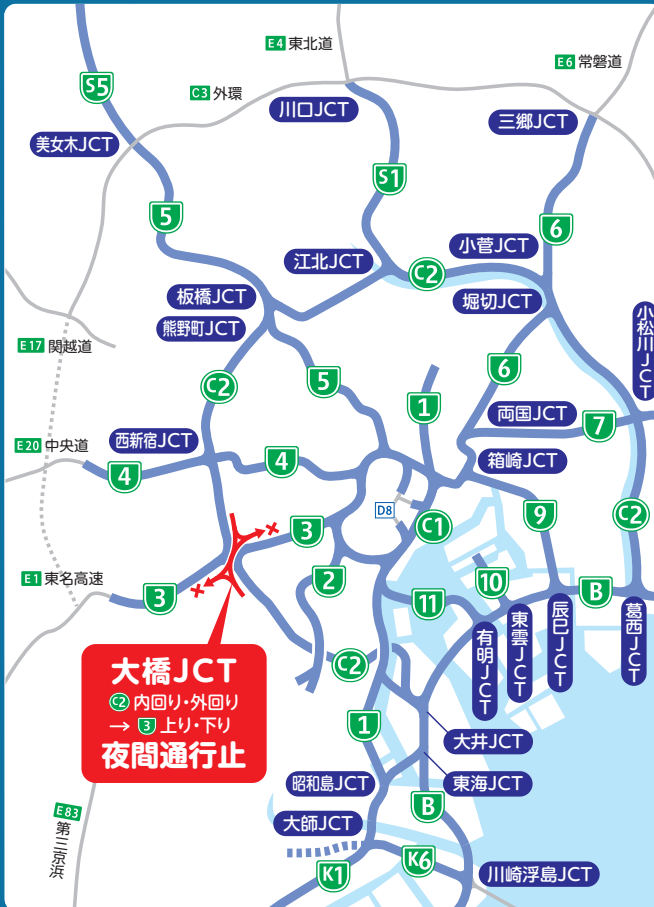 E4 東北道
E6 常磐道
S5
C3 外環
川口JCT
三郷JCT
美女木JCT
S1
5
6
小菅JCT
江北JCT
C2
板橋JCT
堀切JCT
小松川JCT
熊野町JCT
E17 関越道
C2
5
6
1
両国JCT
7
E20 中央道
西新宿JCT
4
4
箱崎JCT
D8
C1
9
C2
3
E1 東名高速
3
2
11
10
B
有明JCT
東雲JCT
辰巳JCT
葛西JCT
大橋JCT
C2 内回り・外回り
→ 3 上り・下り
夜間通行止
C2
1
大井JCT
昭和島JCT
東海JCT
B
E83 第三京浜
大師JCT
K1
K6
川崎浮島JCT